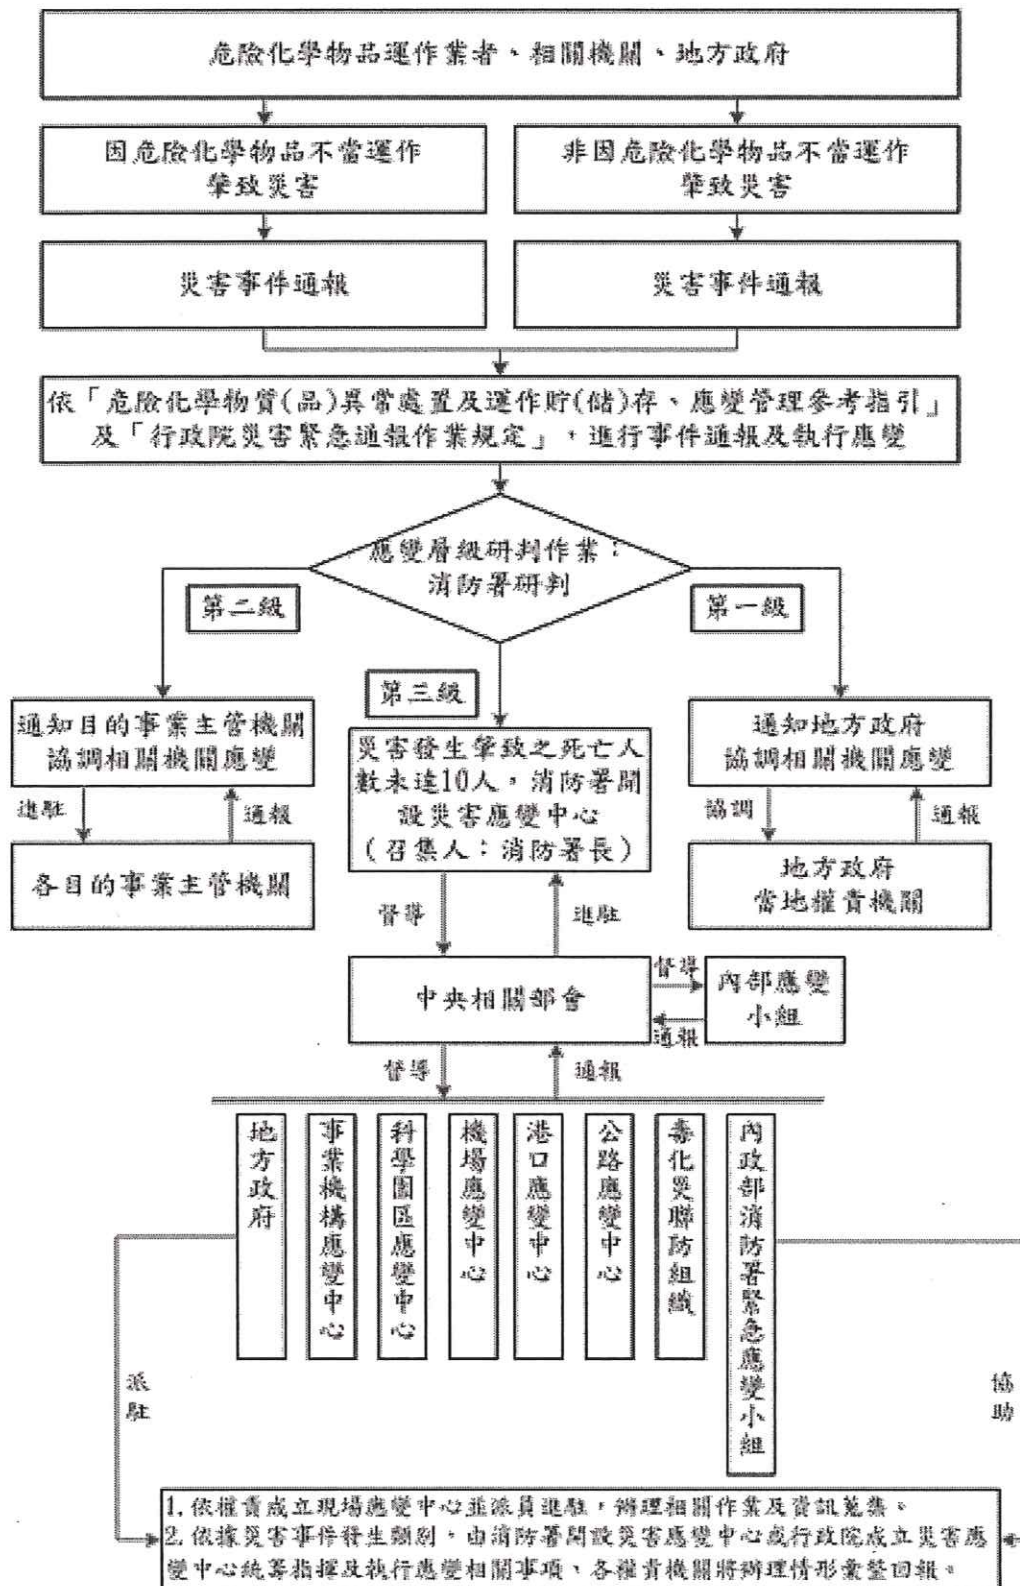 危險化學物品運作業者、相關機關、地方政府
因危險化學物品不當運作
肇致災害
非因危險化學物品不當運作
肇致災害
災害事件通報
災害事件通報
依「危險化學物質(品)異常處置及運作貯(儲)存、應變管理參考指引」
及「行政院災害緊急通報作業規定」，進行事件通報及執行應變
應變層級研判作業：
消防署研判
第二級
第一級
第三級
通知目的事業主管機關
協調相關機關應變
災害發生肇致之死亡人
數未達10人，消防署開
設災害應變中心
(召集人：消防署長)
通知地方政府
協調相關機關應變
進駐
通報
協調
通報
各目的事業主管機關
地方政府
當地權責機關
督導
進駐
中央相關部會
督導
通報
內部應變
小組
督導
通報
地方政府
事業機構應變中心
科學園區應變中心
機場應變中心
港口應變中心
公路應變中心
毒化災聯防組織
內政部消防署緊急應變小組
派駐
協助
1.依權責成立現場應變中心並派員進駐，辦理相關作業及資訊蒐集。
2.依據災害事件發生類別，由消防署開設災害應變中心或行政院成立災害應
變中心統籌指揮及執行應變相關事項、各權責機關將辦理情形彙整回報。